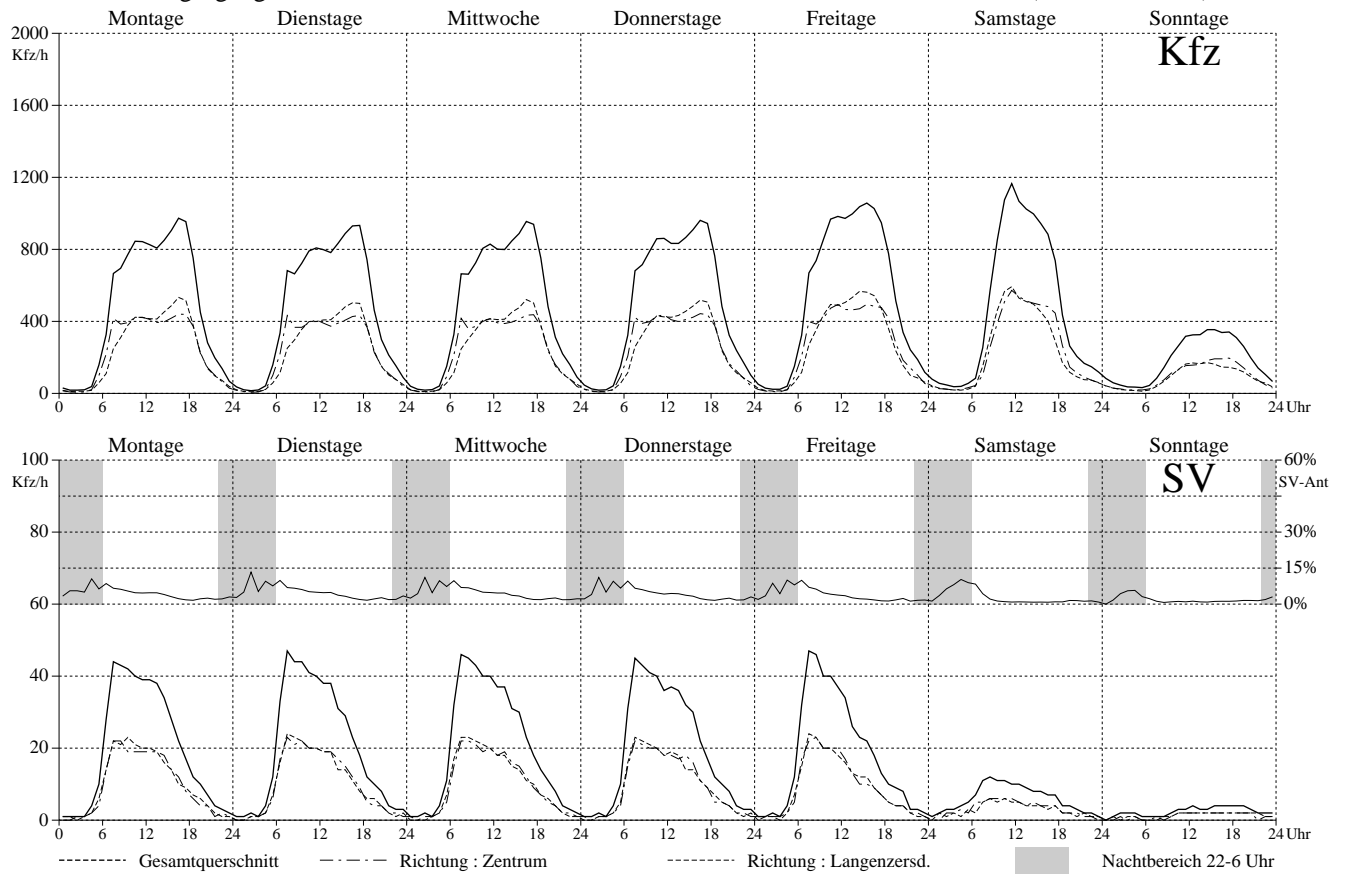 Montage Dienstage Mittwoche Donnerstage Freitage Samstage Sonntage
2000
Kfz/h
Kfz
1600
1200
800
400
0
0 6 12 18 24 6 12 18 24 6 12 18 24 6 12 18 24 6 12 18 24 6 12 18 24 6 12 18 24 Uhr
Montage Dienstage Mittwoche Donnerstage Freitage Samstage Sonntage
100 60%
Kfz/h SV SV-Ant
80 30%
15%
60 0%
40
20
0
0 6 12 18 24 6 12 18 24 6 12 18 24 6 12 18 24 6 12 18 24 6 12 18 24 6 12 18 24 Uhr
Gesamtquerschnitt Richtung : Zentrum Richtung : Langenzersd. Nachtbereich 22-6 Uhr